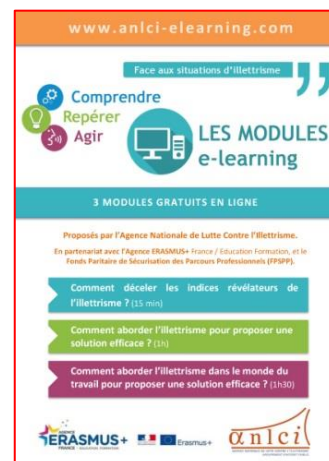 www.anlci-elearning.com
Face aux situations d'illettrisme
Comprendre
Repérer
Agir
LES MODULES
e-learning
3 MODULES GRATUITS EN LIGNE
Proposés par l'Agence Nationale de Lutte Contre l'Illettrisme.
En partenariat avec l'Agence ERASMUS+ France / Education Formation, et le
Fonds Paritaire de Sécurisation des Parcours Professionnels (FPSPP).
Comment déceler les indices révélateurs de
l'illettrisme ? (15 min)
Comment aborder l'illettrisme pour proposer une
solution efficace ? (1h)
Comment aborder l'illettrisme dans le monde du
travail pour proposer une solution efficace ? (1h30)
AGENCE
ERASMUS+
Erasmus+
anlci